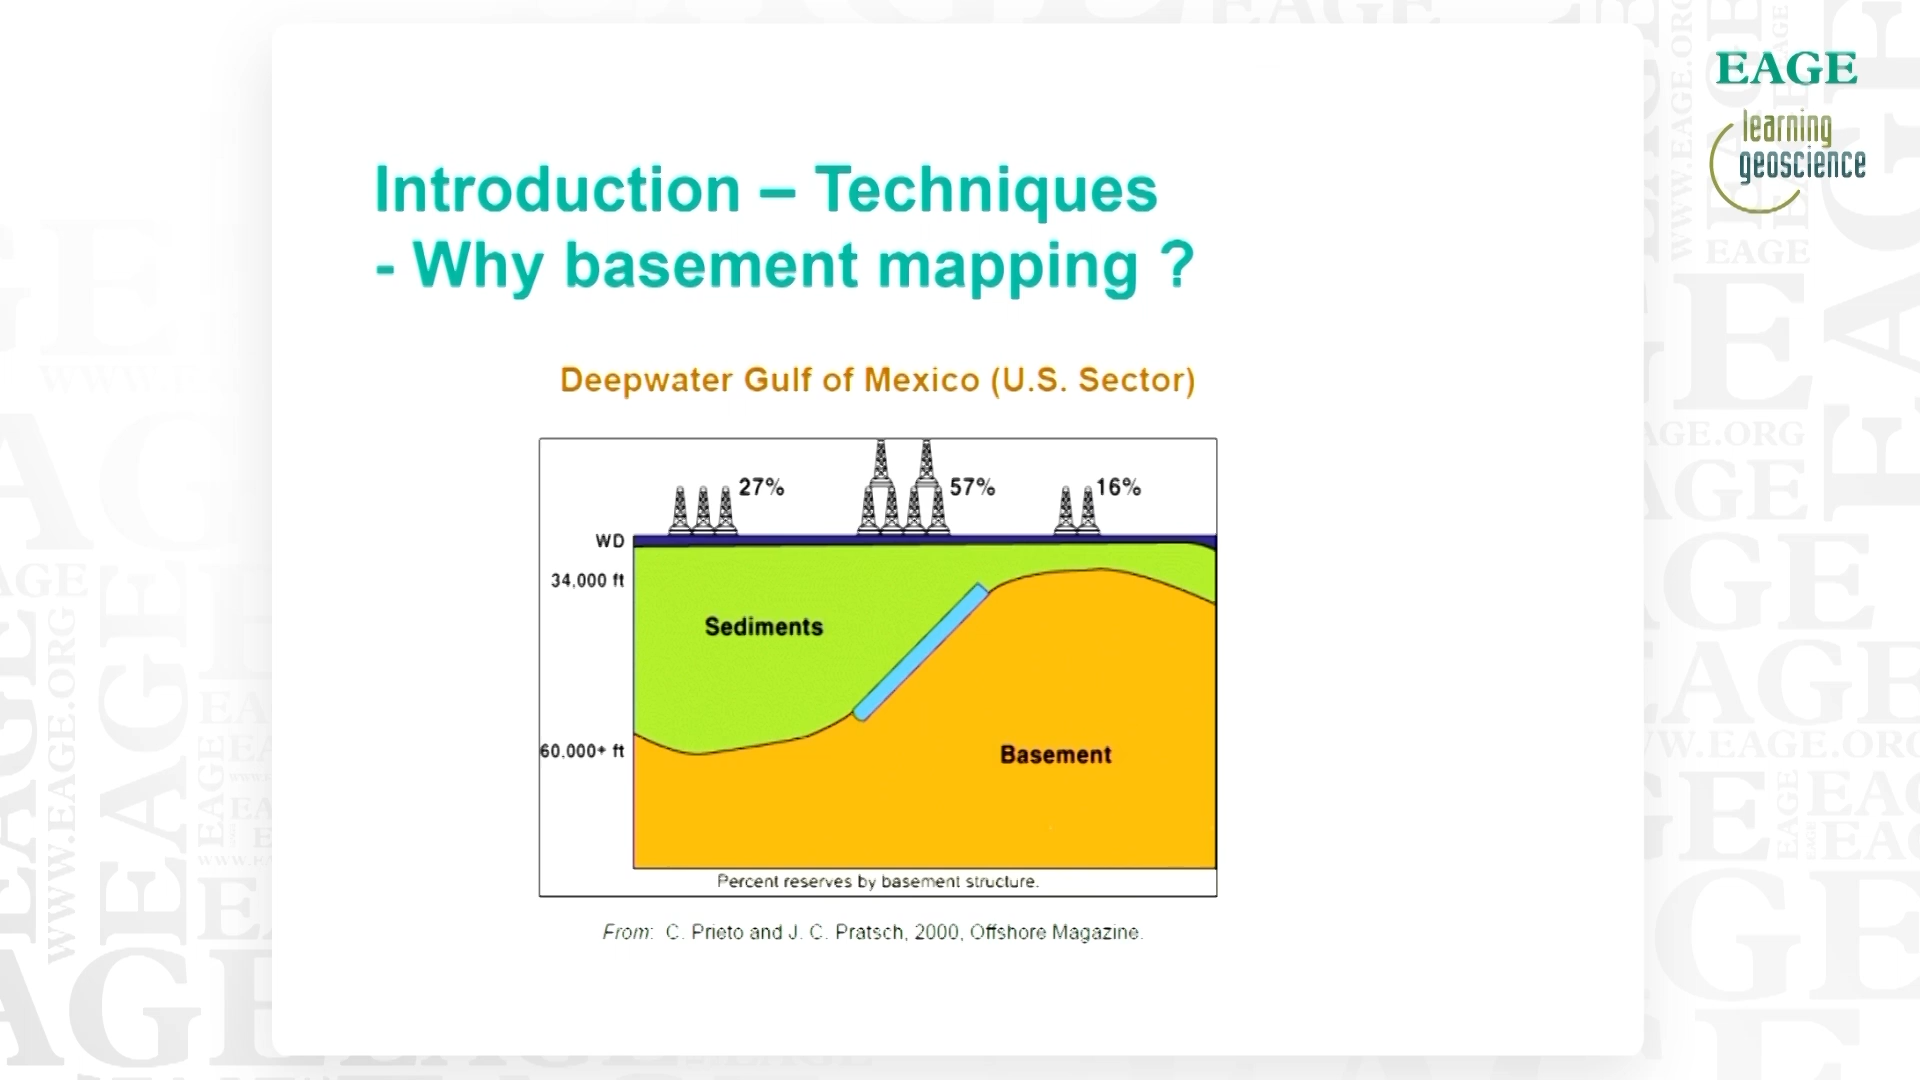 EAGE
learning
geoscience
Introduction – Techniques
- Why basement mapping ?
Deepwater Gulf of Mexico (U.S. Sector)
27%
57%
16%
WD
34,000 ft
Sediments
60,000+ ft
Basement
Percent reserves by basement structure.
From: C. Prieto and J. C. Pratsch, 2000, Offshore Magazine.